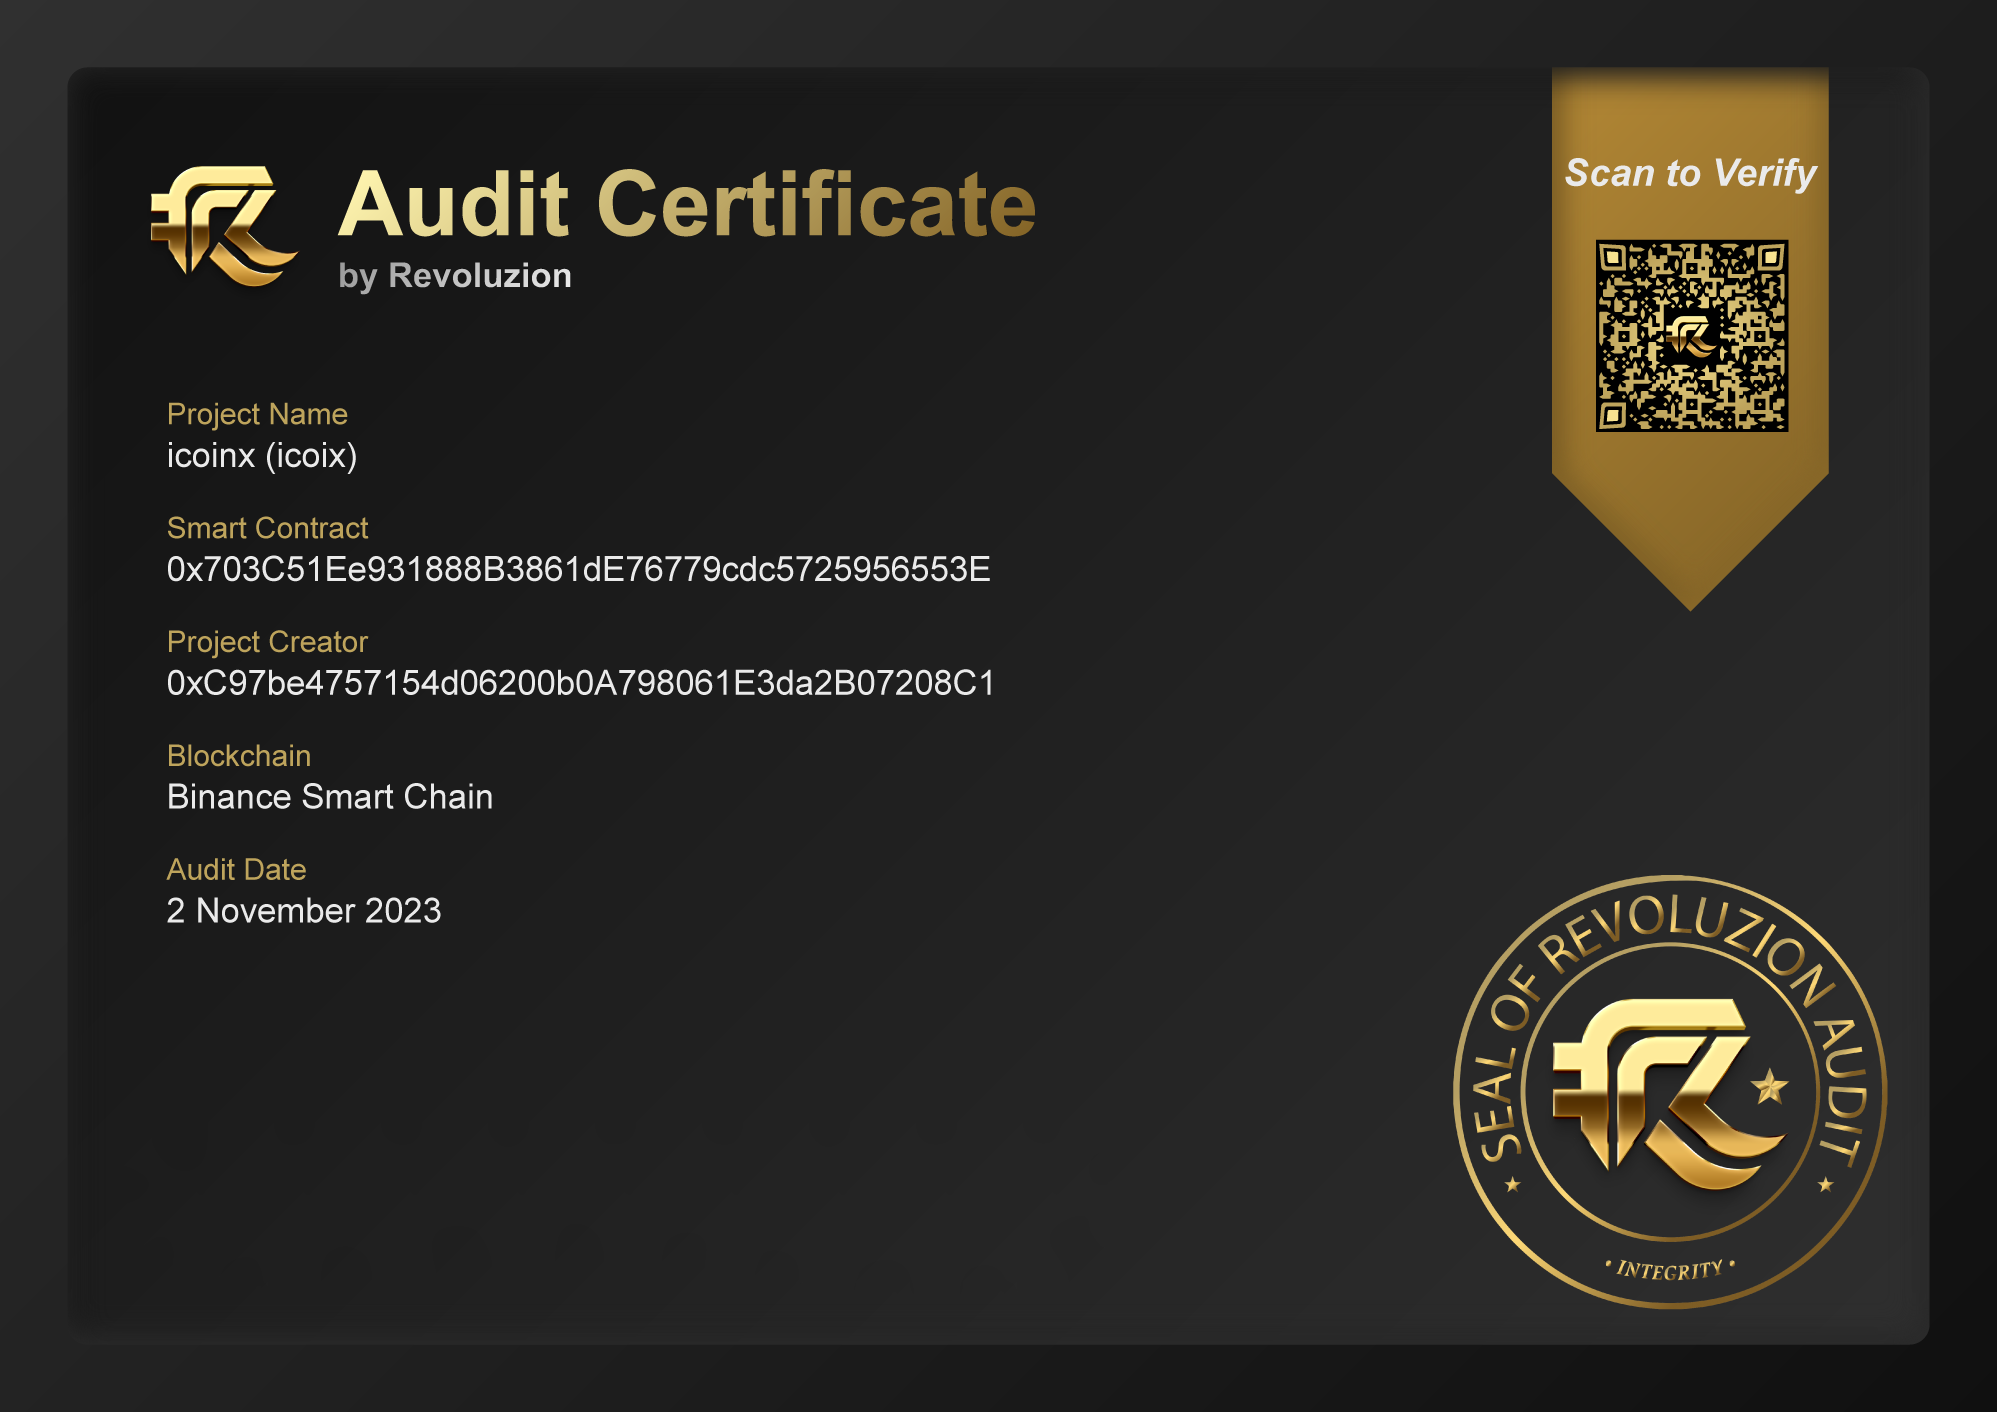 Audit Certificate
by Revoluzion
Scan to Verify
Project Name
icoinx (icoix)
Smart Contract
0x703C51Ee931888B3861dE76779cdc5725956553E
Project Creator
0xC97be4757154d06200b0A798061E3da2B07208C1
Blockchain
Binance Smart Chain
Audit Date
2 November 2023
SEAL OF REVOLUZION AUDIT
• INTEGRITY •